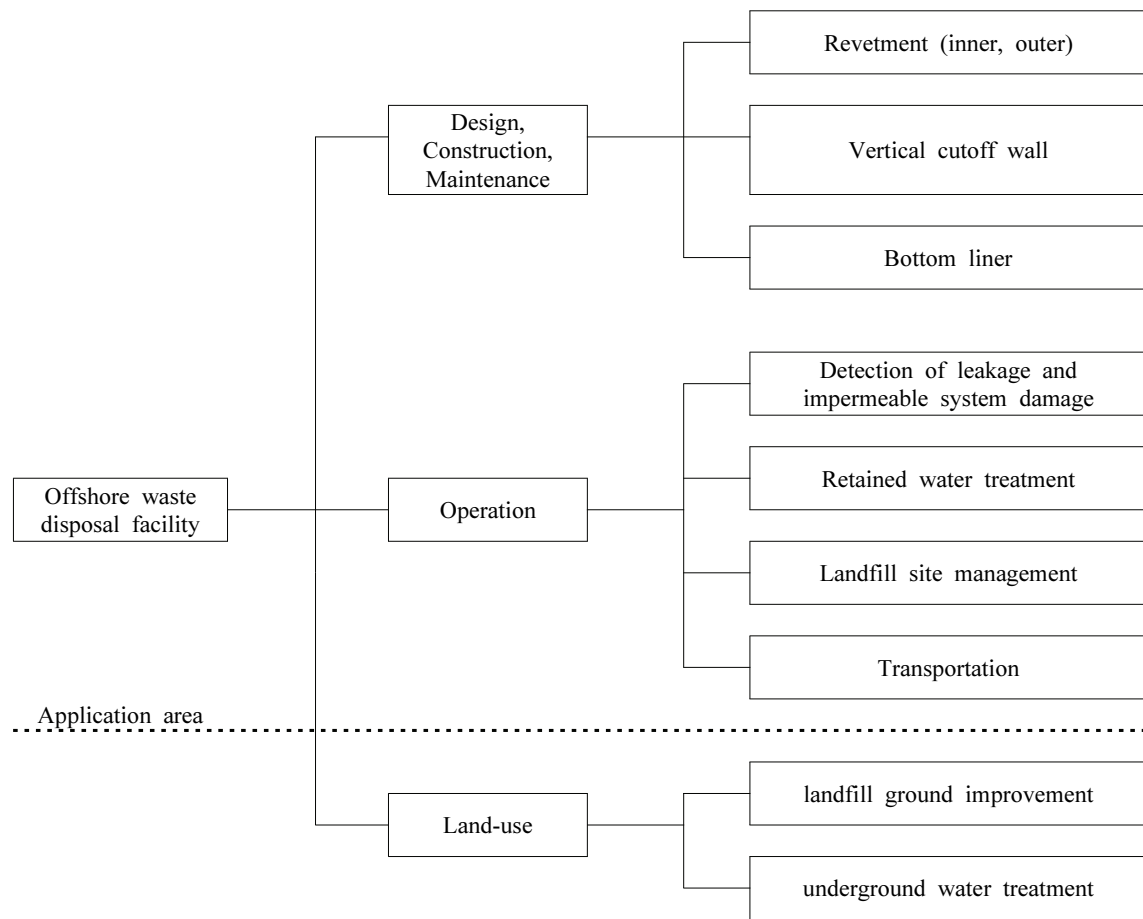 Revetment (inner, outer)
Design,
Construction,
Maintenance
Vertical cutoff wall
Bottom liner
Detection of leakage and
impermeable system damage
Offshore waste
disposal facility
Operation
Retained water treatment
Landfill site management
Transportation
Application area
landfill ground improvement
Land-use
underground water treatment